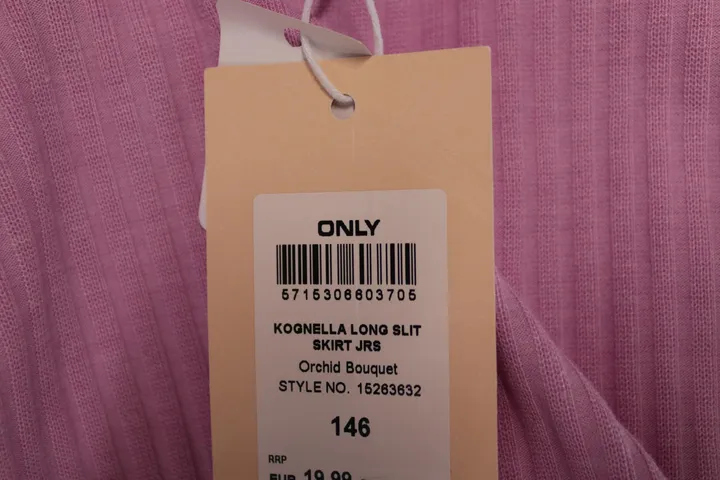 ONLY
5715306603705
KOGNELLA LONG SLIT
SKIRT JRS
Orchid Bouquet
STYLE NO. 15263632
146
RRP
EUR 19.99